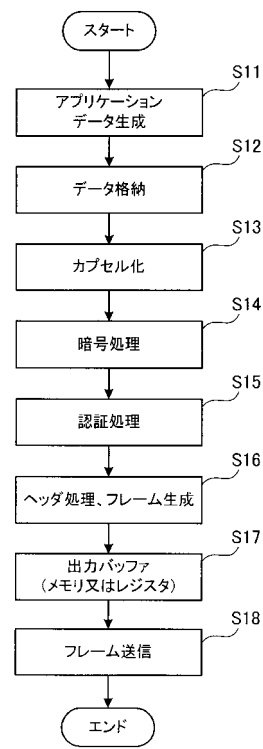 スタート
S11
アプリケーション
データ生成
S12
データ格納
S13
カプセル化
S14
暗号処理
S15
認証処理
S16
ヘッダ処理、フレーム生成
S17
出力バッファ
(メモリ又はレジスタ)
S18
フレーム送信
エンド